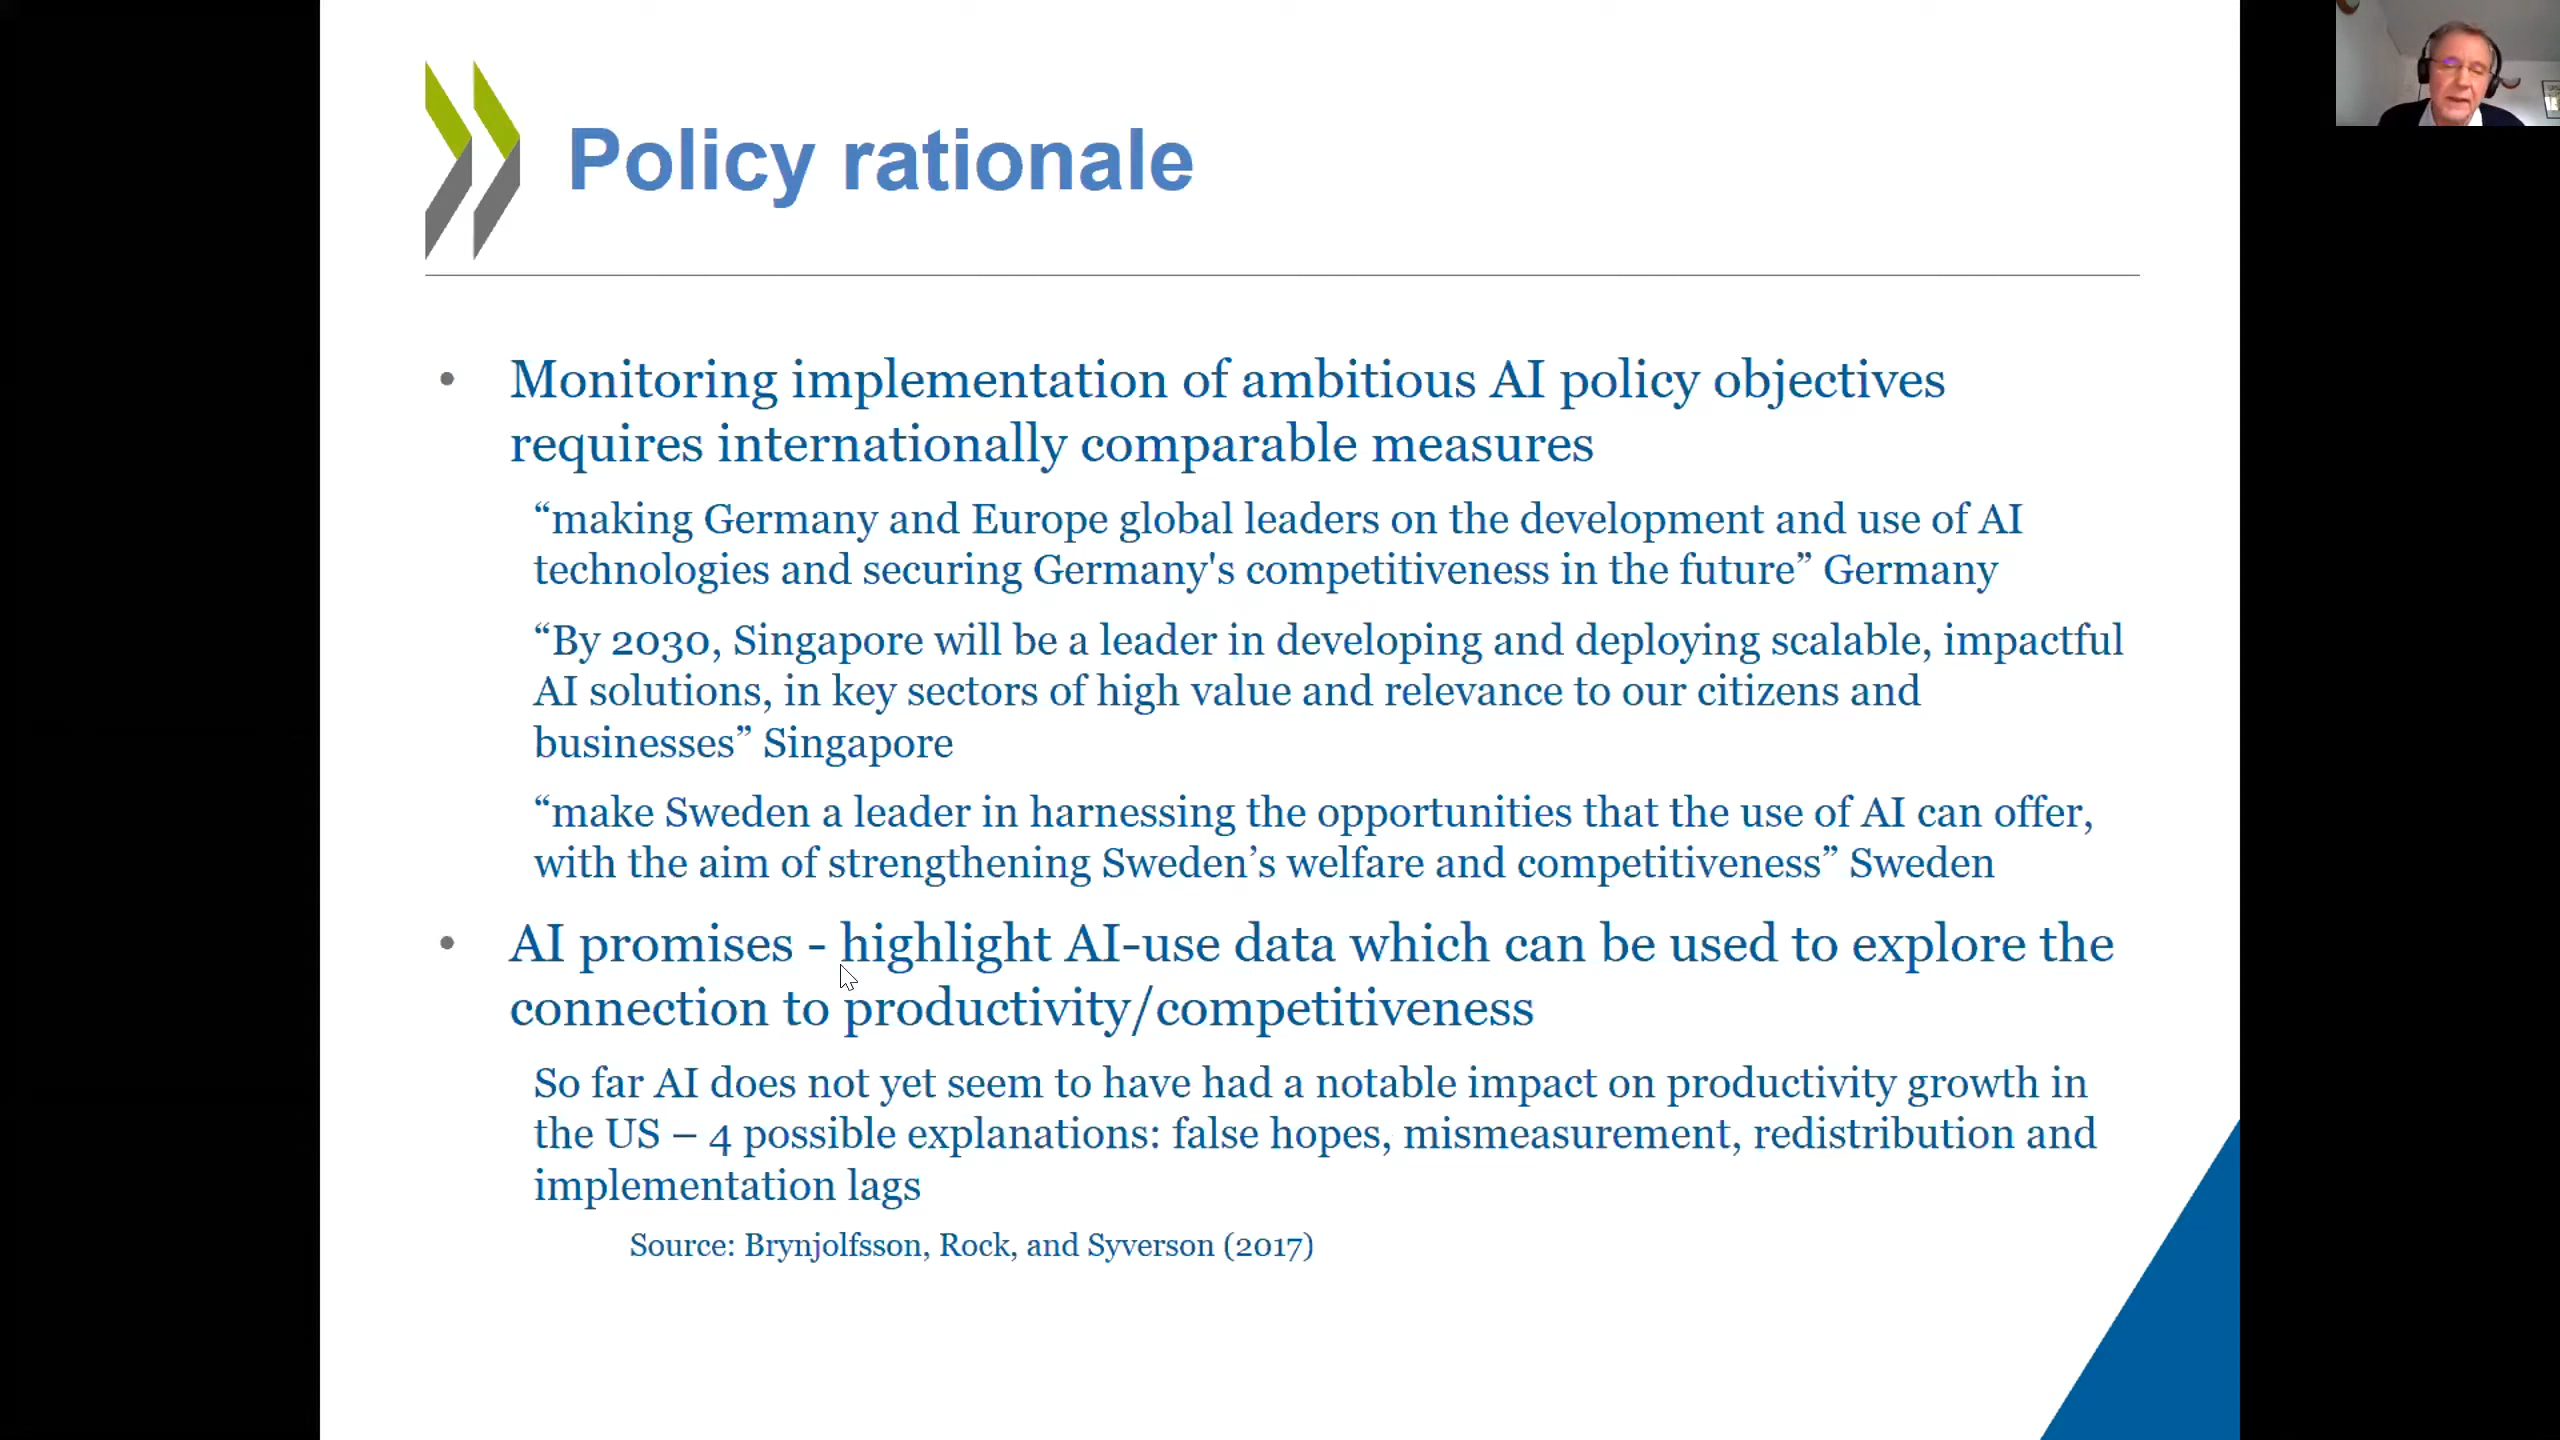 Policy rationale
• Monitoring implementation of ambitious AI policy objectives
requires internationally comparable measures
“making Germany and Europe global leaders on the development and use of AI
technologies and securing Germany's competitiveness in the future” Germany
“By 2030, Singapore will be a leader in developing and deploying scalable, impactful
AI solutions, in key sectors of high value and relevance to our citizens and
businesses” Singapore
“make Sweden a leader in harnessing the opportunities that the use of AI can offer,
with the aim of strengthening Sweden’s welfare and competitiveness” Sweden
• AI promises - highlight AI-use data which can be used to explore the
connection to productivity/competitiveness
So far AI does not yet seem to have had a notable impact on productivity growth in
the US – 4 possible explanations: false hopes, mismeasurement, redistribution and
implementation lags
Source: Brynjolfsson, Rock, and Syverson (2017)